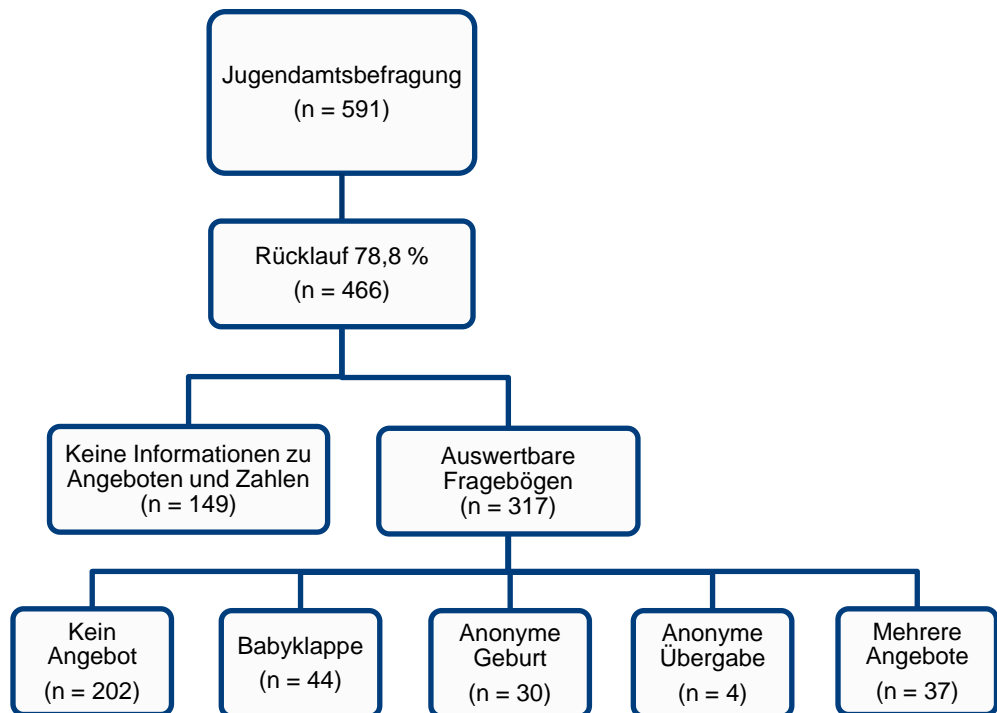 Jugendamtsbefragung
(n = 591)
Rücklauf 78,8 %
(n = 466)
Keine Informationen zu
Angeboten und Zahlen
(n = 149)
Auswertbare
Fragebögen
(n = 317)
Kein
Angebot
(n = 202)
Babyklappe
(n = 44)
Anonyme
Geburt
(n = 30)
Anonyme
Übergabe
(n = 4)
Mehrere
Angebote
(n = 37)